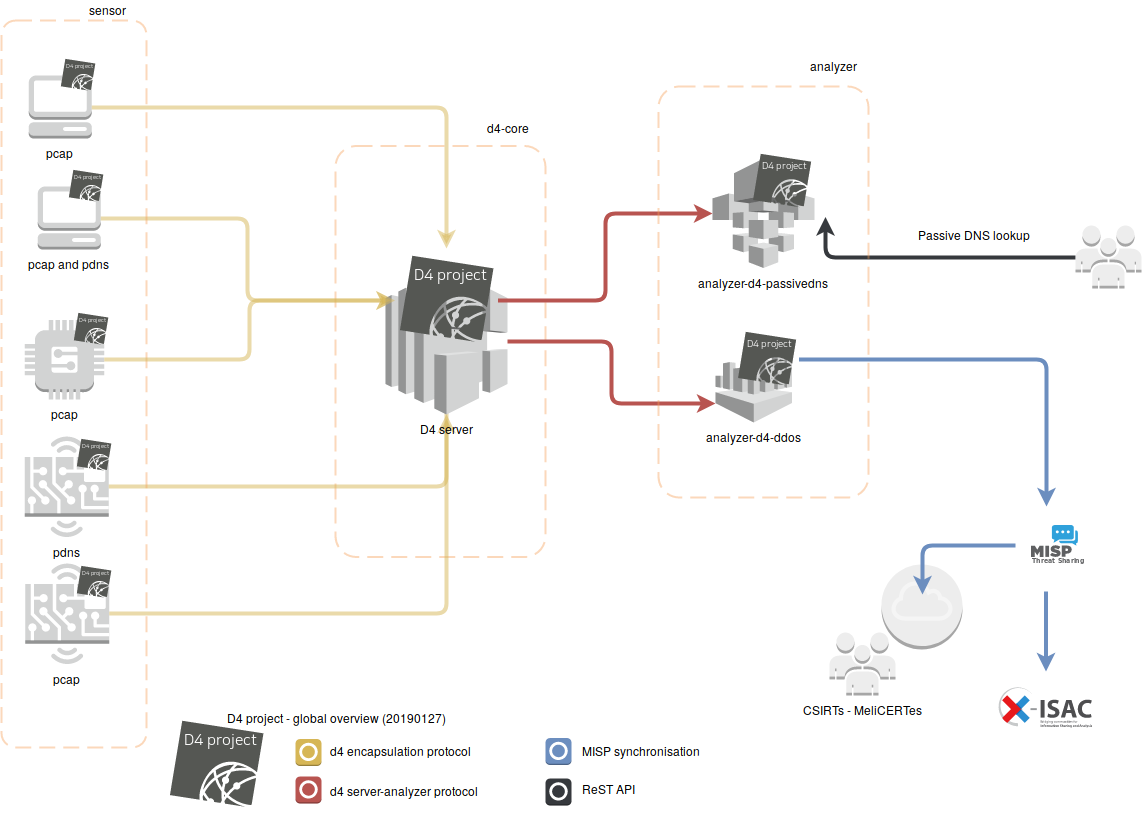 sensor
D4 project
pcap
D4 project
pcap and pdns
D4 project
pcap
D4 project
pdns
D4 project
pcap
d4-core
D4 project
D4 server
analyzer
D4 project
analyzer-d4-passivedns
Passive DNS lookup
D4 project
analyzer-d4-ddos
MISP
Threat Sharing
CSIRTs - MeliCERTes
X-ISAC
D4 project - global overview (20190127)
D4 project
d4 encapsulation protocol
d4 server-analyzer protocol
MISP synchronisation
ReST API